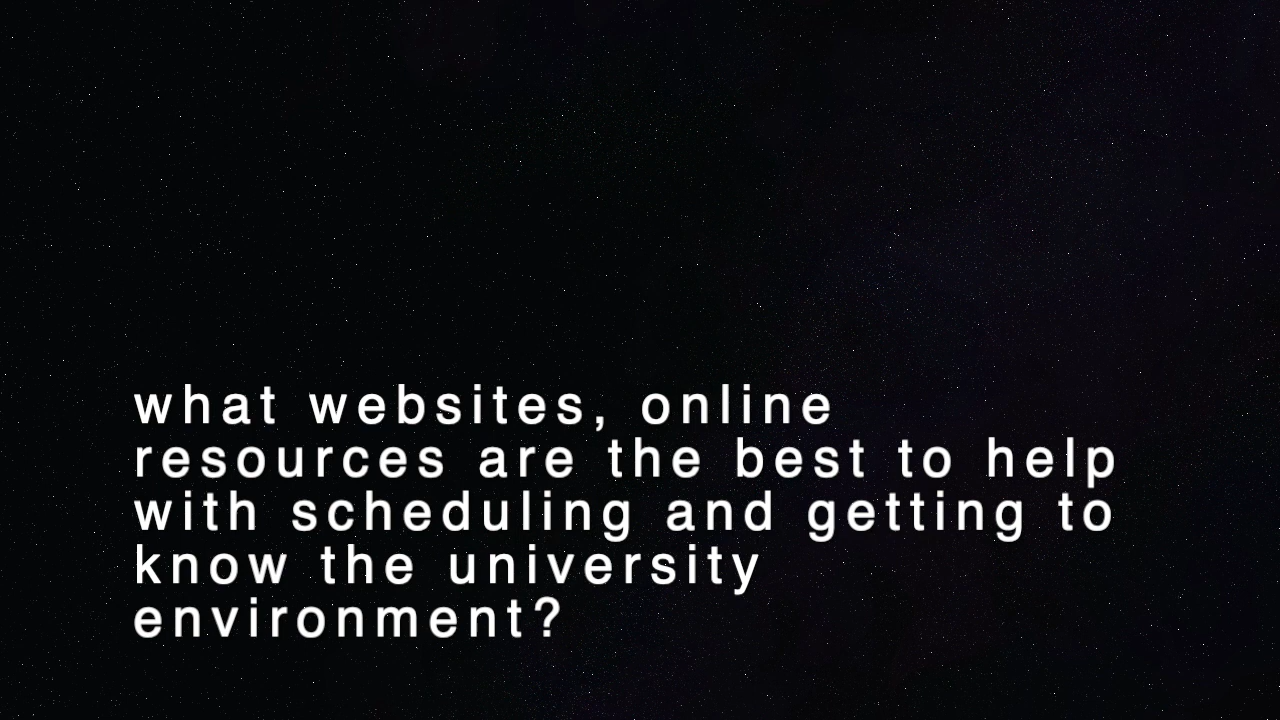 what websites, online
resources are the best to help
with scheduling and getting to
know the university
environment?